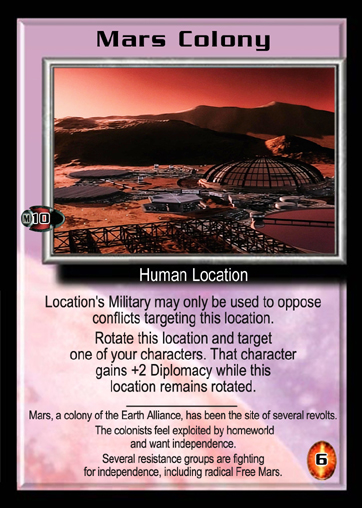 Mars Colony
M 10
Human Location
Location's Military may only be used to oppose
conflicts targeting this location.
Rotate this location and target
one of your characters. That character
gains +2 Diplomacy while this
location remains rotated.
Mars, a colony of the Earth Alliance, has been the site of several revolts.
The colonists feel exploited by homeworld
and want independence.
Several resistance groups are fighting
for independence, including radical Free Mars.
6